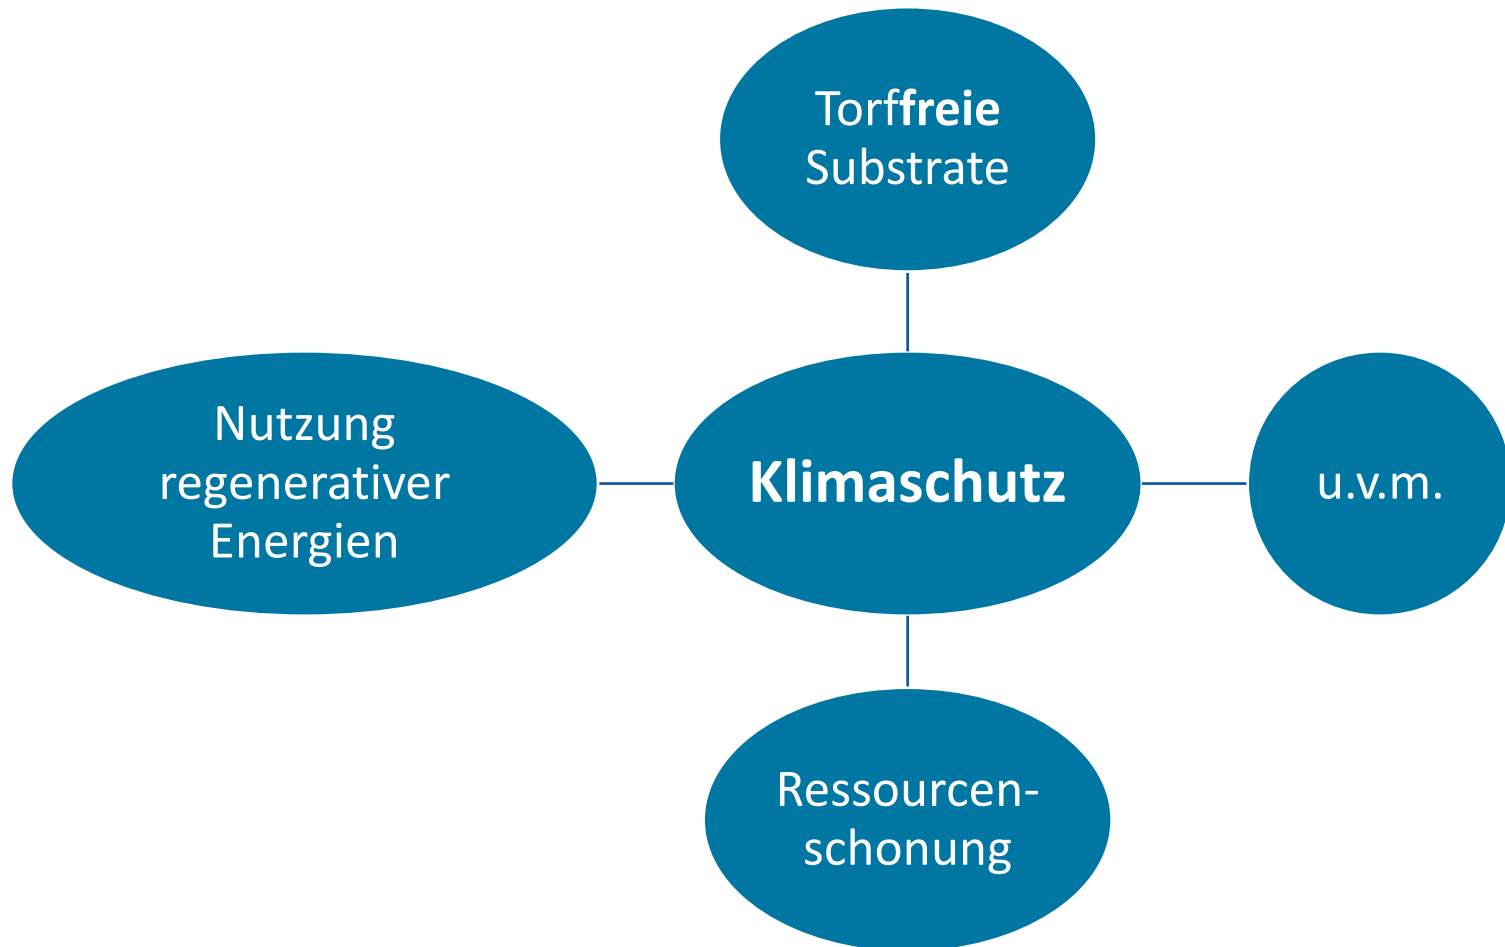 Torffreie
Substrate
Nutzung
regenerativer
Energien
Klimaschutz
u.v.m.
Ressourcen-
schonung